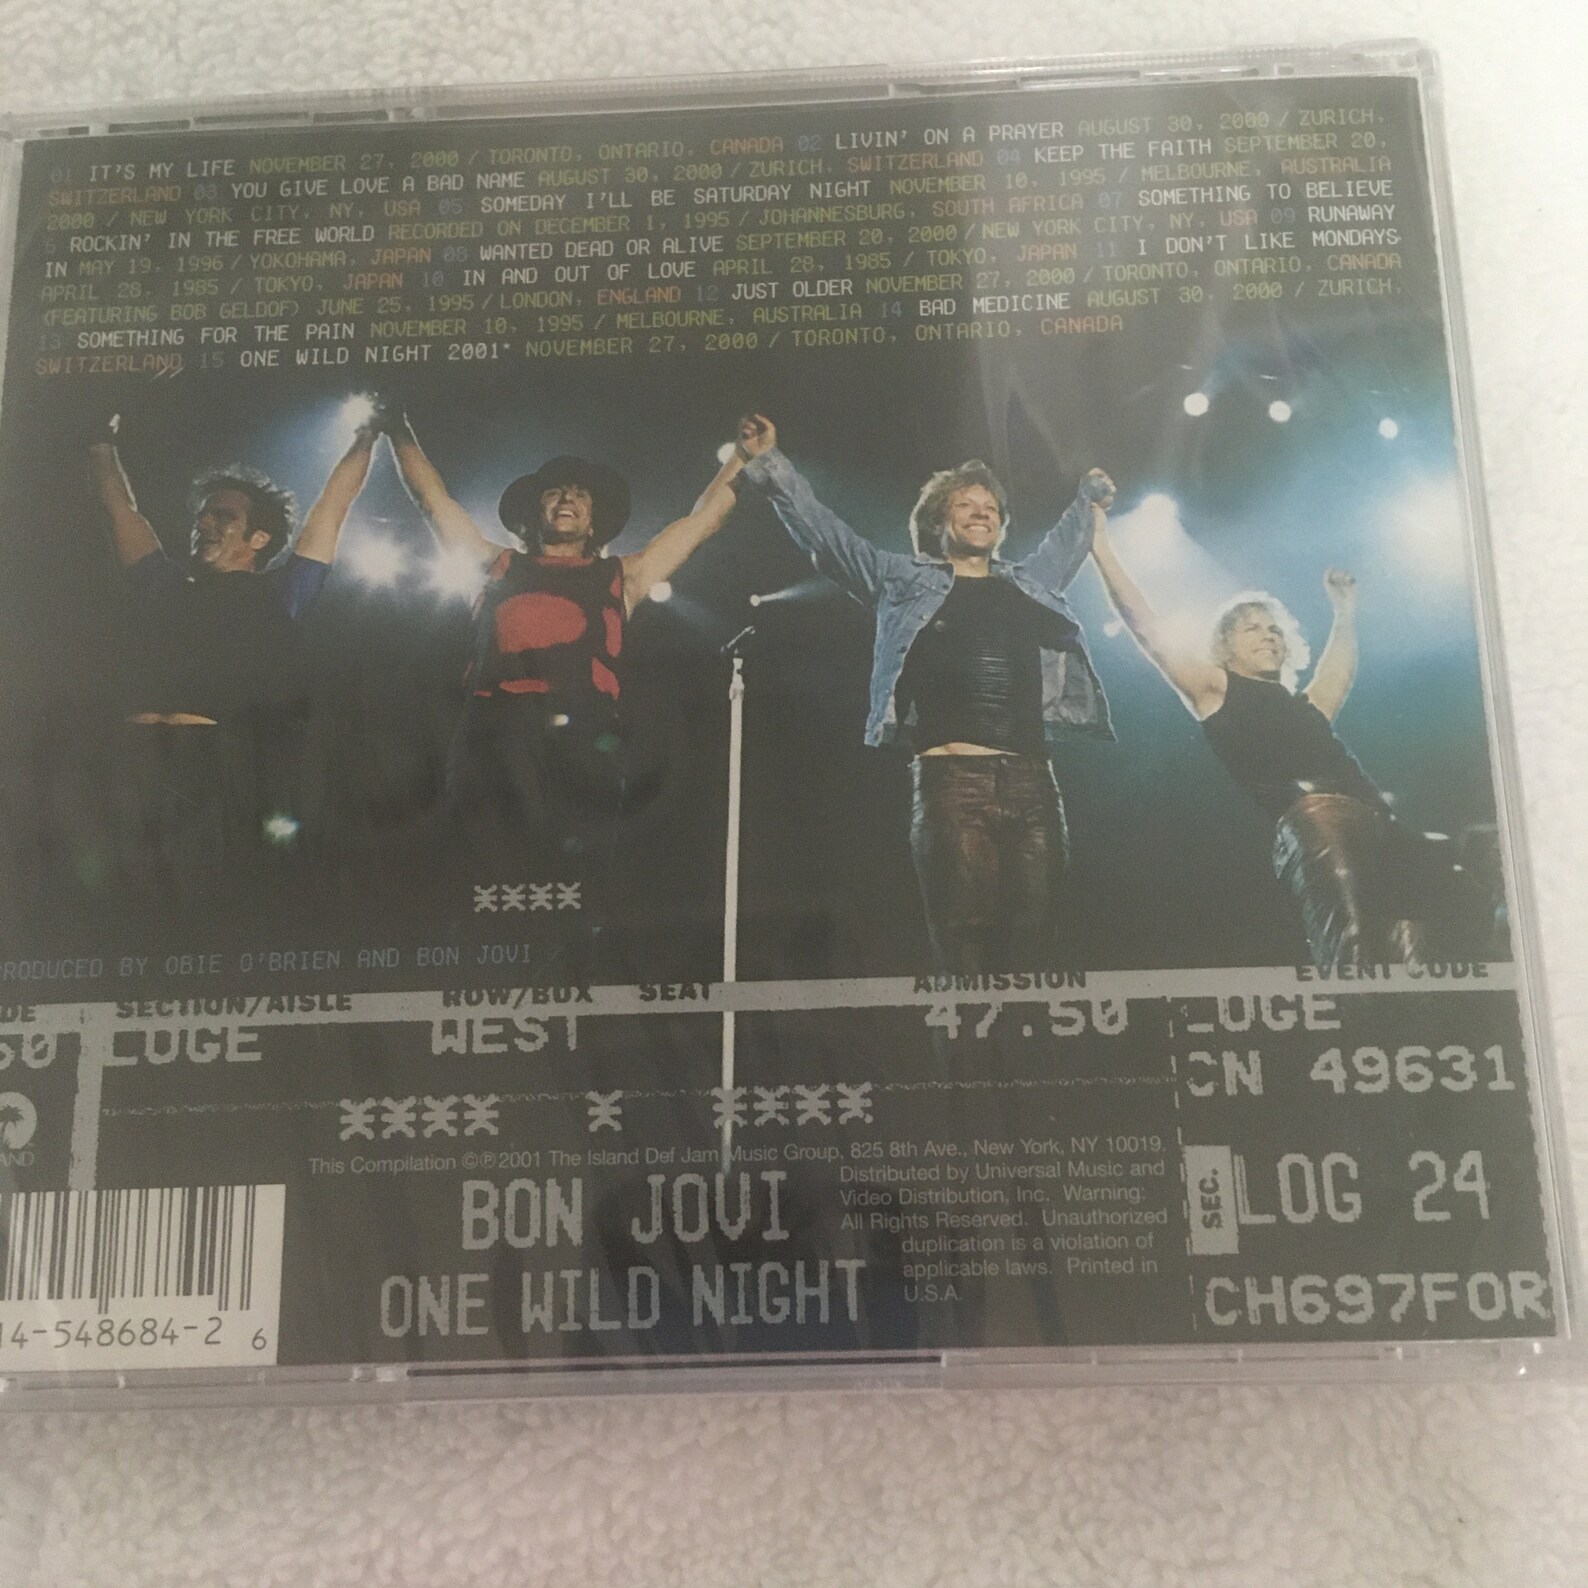 01 IT'S MY LIFE NOVEMBER 27, 2000 / TORONTO, ONTARIO, CANADA 02 LIVIN' ON A PRAYER AUGUST 30, 2000 / ZURICH,
SWITZERLAND 03 YOU GIVE LOVE A BAD NAME AUGUST 30, 2000 / ZURICH, SWITZERLAND 04 KEEP THE FAITH SEPTEMBER 20,
2000 / NEW YORK CITY, NY, USA 05 SOMEDAY I'LL BE SATURDAY NIGHT NOVEMBER 10, 1995 / MELBOURNE, AUSTRALIA
6 ROCKIN' IN THE FREE WORLD RECORDED ON DECEMBER 1, 1995 / JOHANNESBURG, SOUTH AFRICA 07 SOMETHING TO BELIEVE
IN MAY 19, 1996 / YOKOHAMA, JAPAN 08 WANTED DEAD OR ALIVE SEPTEMBER 20, 2000 / NEW YORK CITY, NY, USA 09 RUNAWAY
APRIL 28, 1985 / TOKYO, JAPAN 10 IN AND OUT OF LOVE APRIL 28, 1985 / TOKYO, JAPAN 11 I DON'T LIKE MONDAYS
(FEATURING BOB GELDOF) JUNE 25, 1995 / LONDON, ENGLAND 12 JUST OLDER NOVEMBER 27, 2000 / TORONTO, ONTARIO, CANADA
13 SOMETHING FOR THE PAIN NOVEMBER 10, 1995 / MELBOURNE, AUSTRALIA 14 BAD MEDICINE AUGUST 30, 2000 / ZURICH,
SWITZERLAND 15 ONE WILD NIGHT 2001* NOVEMBER 27, 2000 / TORONTO, ONTARIO, CANADA
****
RODUCED BY OBIE O'BRIEN AND BON JOVI
DE SECTION/AISLE ROW/BOX SEAT ADMISSION EVENT CODE
50 LOGE WEST 47.50 LOGE
CN 49631
**** * ****
AND
This Compilation ©℗2001 The Island Def Jam Music Group, 825 8th Ave., New York, NY 10019.
Distributed by Universal Music and
Video Distribution, Inc. Warning:
All Rights Reserved. Unauthorized
duplication is a violation of
applicable laws. Printed in
U.S.A.
BON JOVI
ONE WILD NIGHT
SEC. LOG 24
CH697FOR
14-548684-2 6